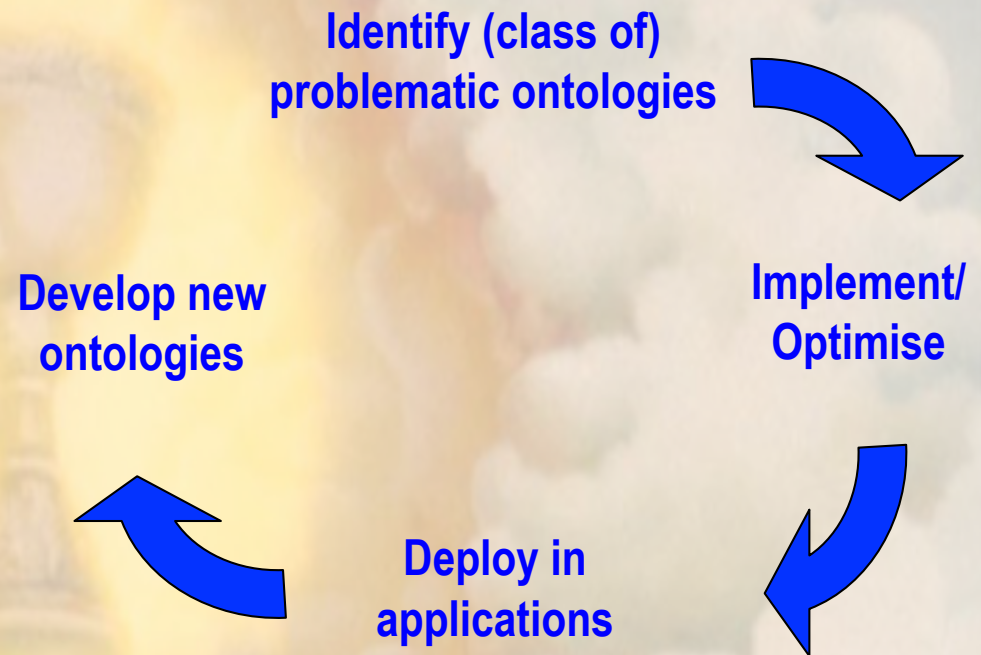 Identify (class of)
problematic ontologies
Implement/
Optimise
Deploy in
applications
Develop new
ontologies